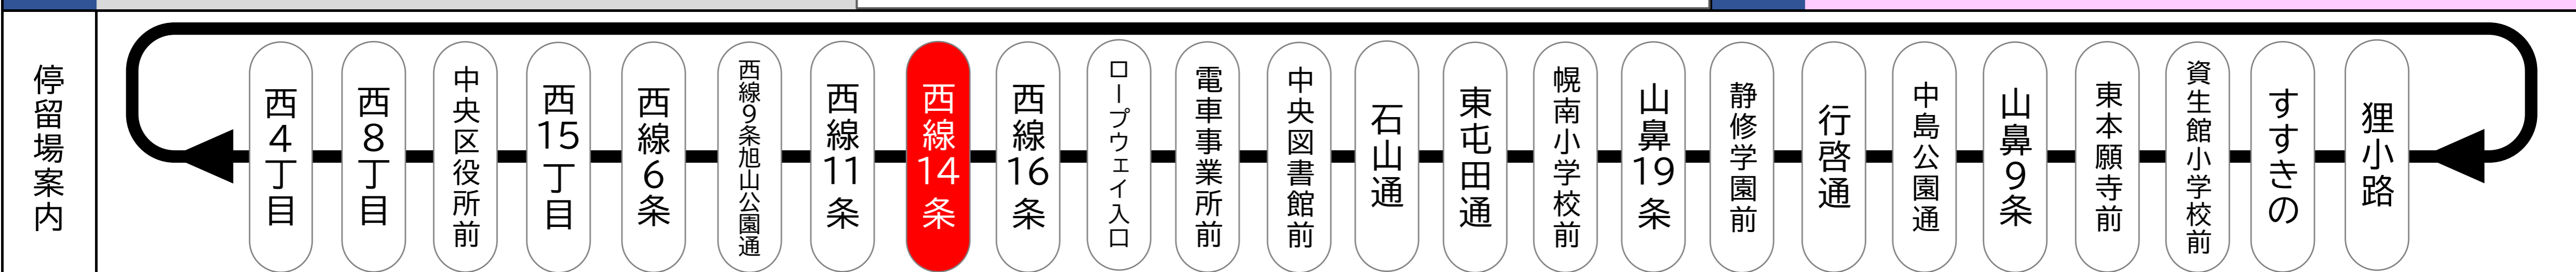 停留場案内
西4丁目
西8丁目
中央区役所前
西15丁目
西線6条
西線9条旭山公園通
西線11条
西線14条
西線16条
ロープウェイ入口
電車事業所前
中央図書館前
石山通
東屯田通
幌南小学校前
山鼻19条
静修学園前
行啓通
中島公園通
山鼻9条
東本願寺前
資生館小学校前
すすきの
狸小路